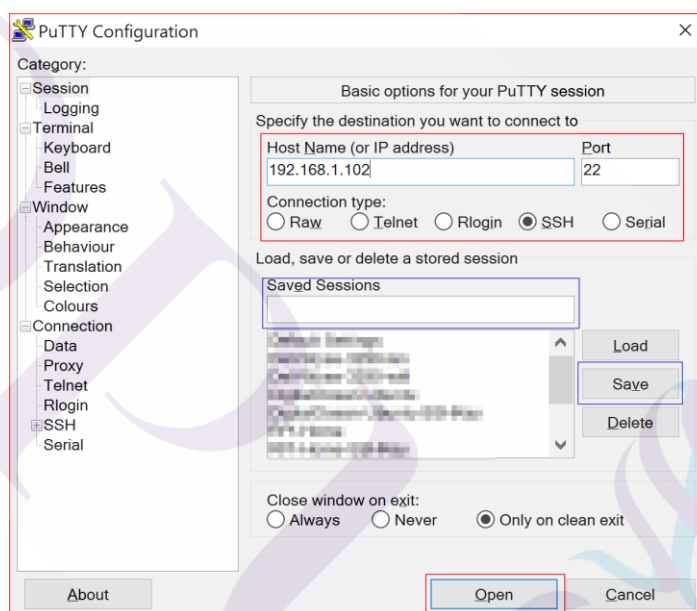 PuTTY Configuration
Category:
Session
Logging
Terminal
Keyboard
Bell
Features
Window
Appearance
Behaviour
Translation
Selection
Colours
Connection
Data
Proxy
Telnet
Rlogin
SSH
Serial
Basic options for your PuTTY session
Specify the destination you want to connect to
Host Name (or IP address) Port
192.168.1.102 22
Connection type:
Raw Telnet Rlogin SSH Serial
Load, save or delete a stored session
Saved Sessions
Load
Save
Delete
Close window on exit:
Always Never Only on clean exit
About Open Cancel